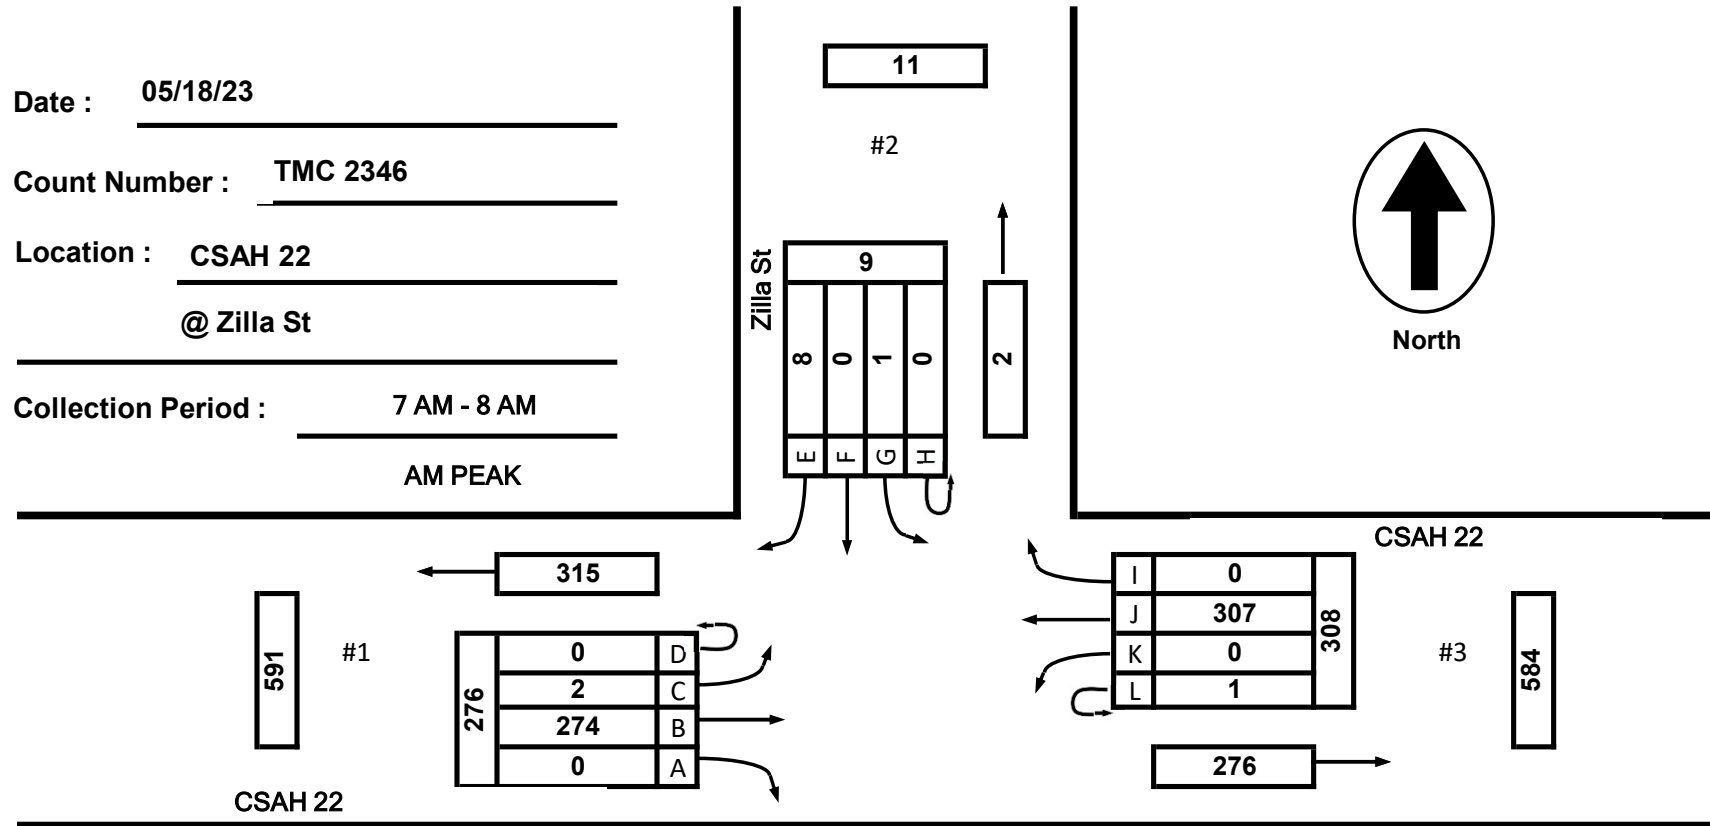 Date : 05/18/23
Count Number : TMC 2346
Location : CSAH 22
@ Zilla St
Collection Period : 7 AM - 8 AM
AM PEAK
11
#2
Zilla St
9
8 0 1 0
E F G H
2
North
CSAH 22
315
591
#1
276
0 D
2 C
274 B
0 A
CSAH 22
I 0
J 307
K 0
L 1
308
#3
584
276